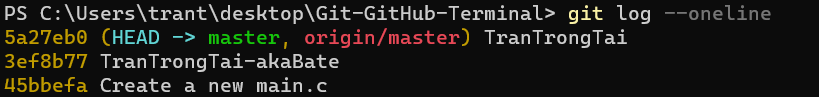 PS C:\Users\trant\desktop\Git-GitHub-Terminal> git log --oneline
5a27eb0 (HEAD -> master, origin/master) TranTrongTai
3ef8b77 TranTrongTai-akaBate
45bbefa Create a new main.c